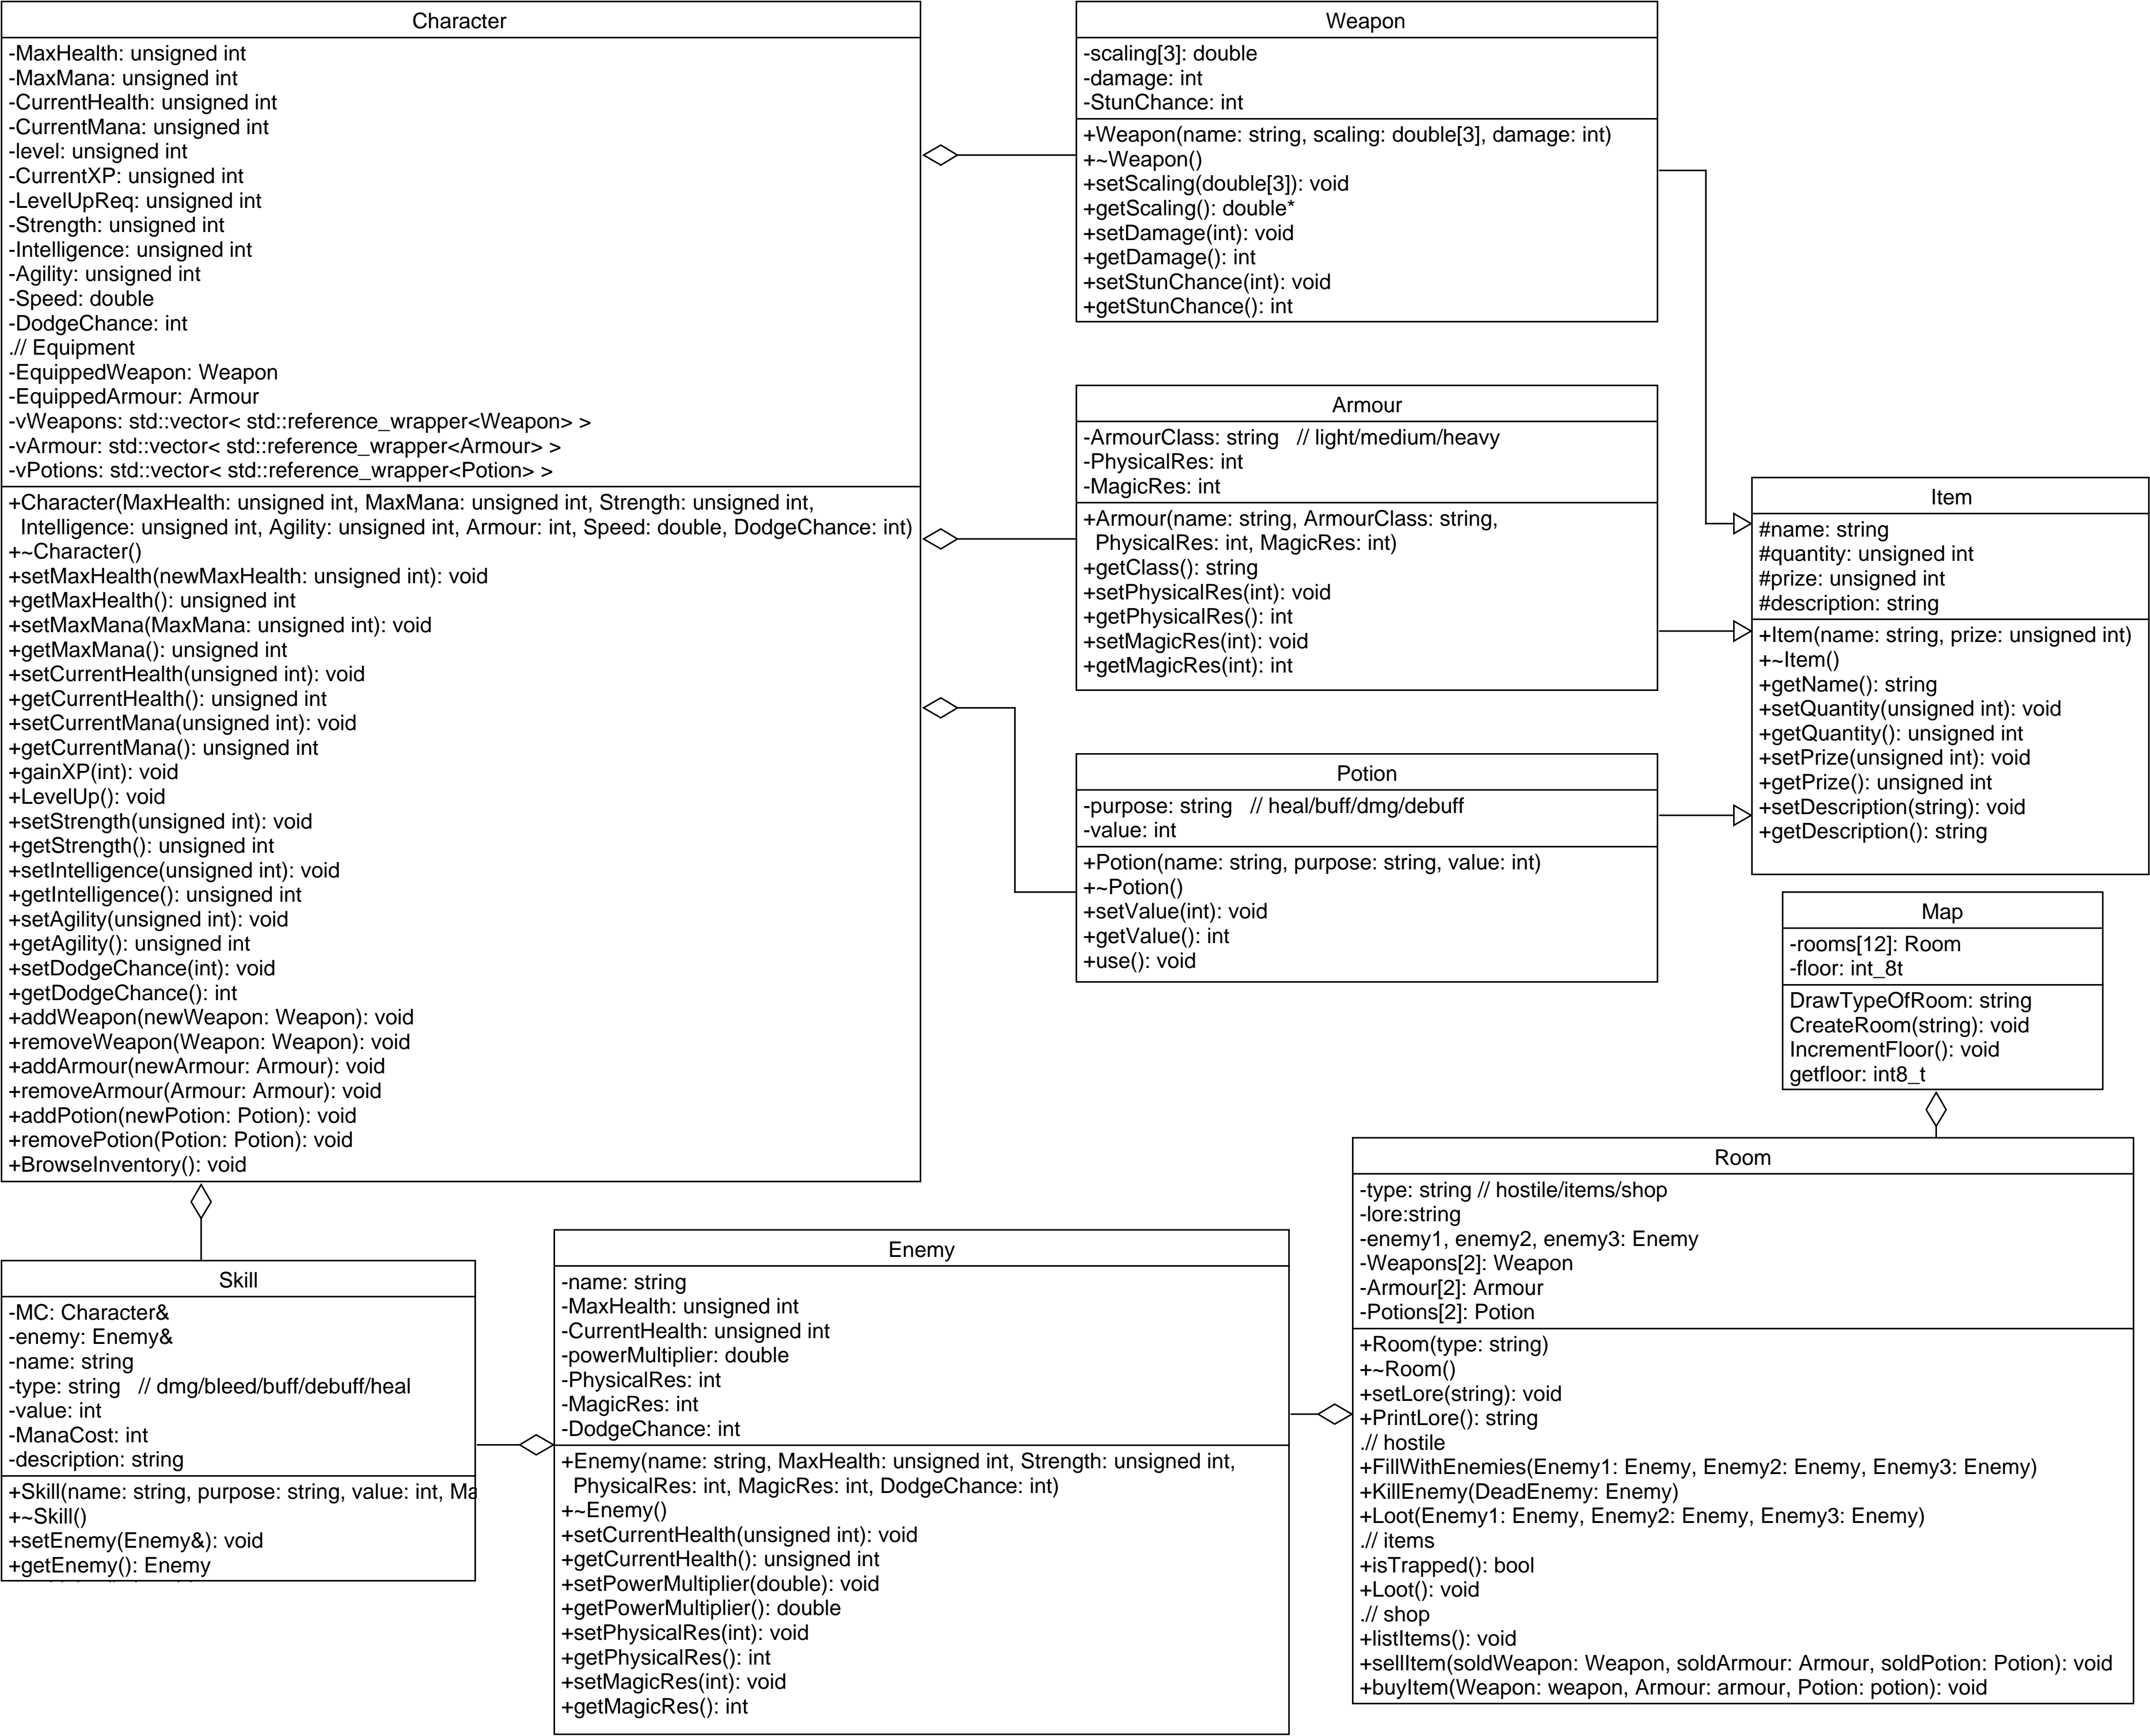 Character
-MaxHealth: unsigned int
-MaxMana: unsigned int
-CurrentHealth: unsigned int
-CurrentMana: unsigned int
-level: unsigned int
-CurrentXP: unsigned int
-LevelUpReq: unsigned int
-Strength: unsigned int
-Intelligence: unsigned int
-Agility: unsigned int
-Speed: double
-DodgeChance: int
.// Equipment
-EquippedWeapon: Weapon
-EquippedArmour: Armour
-vWeapons: std::vector< std::reference_wrapper<Weapon> >
-vArmour: std::vector< std::reference_wrapper<Armour> >
-vPotions: std::vector< std::reference_wrapper<Potion> >
+Character(MaxHealth: unsigned int, MaxMana: unsigned int, Strength: unsigned int,
Intelligence: unsigned int, Agility: unsigned int, Armour: int, Speed: double, DodgeChance: int)
+~Character()
+setMaxHealth(newMaxHealth: unsigned int): void
+getMaxHealth(): unsigned int
+setMaxMana(MaxMana: unsigned int): void
+getMaxMana(): unsigned int
+setCurrentHealth(unsigned int): void
+getCurrentHealth(): unsigned int
+setCurrentMana(unsigned int): void
+getCurrentMana(): unsigned int
+gainXP(int): void
+LevelUp(): void
+setStrength(unsigned int): void
+getStrength(): unsigned int
+setIntelligence(unsigned int): void
+getIntelligence(): unsigned int
+setAgility(unsigned int): void
+getAgility(): unsigned int
+setDodgeChance(int): void
+getDodgeChance(): int
+addWeapon(newWeapon: Weapon): void
+removeWeapon(Weapon: Weapon): void
+addArmour(newArmour: Armour): void
+removeArmour(Armour: Armour): void
+addPotion(newPotion: Potion): void
+removePotion(Potion: Potion): void
+BrowseInventory(): void
Weapon
-scaling[3]: double
-damage: int
-StunChance: int
+Weapon(name: string, scaling: double[3], damage: int)
+~Weapon()
+setScaling(double[3]): void
+getScaling(): double*
+setDamage(int): void
+getDamage(): int
+setStunChance(int): void
+getStunChance(): int
Armour
-ArmourClass: string // light/medium/heavy
-PhysicalRes: int
-MagicRes: int
+Armour(name: string, ArmourClass: string,
PhysicalRes: int, MagicRes: int)
+getClass(): string
+setPhysicalRes(int): void
+getPhysicalRes(): int
+setMagicRes(int): void
+getMagicRes(int): int
Potion
-purpose: string // heal/buff/dmg/debuff
-value: int
+Potion(name: string, purpose: string, value: int)
+~Potion()
+setValue(int): void
+getValue(): int
+use(): void
Item
#name: string
#quantity: unsigned int
#prize: unsigned int
#description: string
+Item(name: string, prize: unsigned int)
+~Item()
+getName(): string
+setQuantity(unsigned int): void
+getQuantity(): unsigned int
+setPrize(unsigned int): void
+getPrize(): unsigned int
+setDescription(string): void
+getDescription(): string
Map
-rooms[12]: Room
-floor: int_8t
DrawTypeOfRoom: string
CreateRoom(string): void
IncrementFloor(): void
getfloor: int8_t
Skill
-MC: Character&
-enemy: Enemy&
-name: string
-type: string // dmg/bleed/buff/debuff/heal
-value: int
-ManaCost: int
-description: string
+Skill(name: string, purpose: string, value: int, Ma
+~Skill()
+setEnemy(Enemy&): void
+getEnemy(): Enemy
Enemy
-name: string
-MaxHealth: unsigned int
-CurrentHealth: unsigned int
-powerMultiplier: double
-PhysicalRes: int
-MagicRes: int
-DodgeChance: int
+Enemy(name: string, MaxHealth: unsigned int, Strength: unsigned int,
PhysicalRes: int, MagicRes: int, DodgeChance: int)
+~Enemy()
+setCurrentHealth(unsigned int): void
+getCurrentHealth(): unsigned int
+setPowerMultiplier(double): void
+getPowerMultiplier(): double
+setPhysicalRes(int): void
+getPhysicalRes(): int
+setMagicRes(int): void
+getMagicRes(): int
Room
-type: string // hostile/items/shop
-lore:string
-enemy1, enemy2, enemy3: Enemy
-Weapons[2]: Weapon
-Armour[2]: Armour
-Potions[2]: Potion
+Room(type: string)
+~Room()
+setLore(string): void
+PrintLore(): string
.// hostile
+FillWithEnemies(Enemy1: Enemy, Enemy2: Enemy, Enemy3: Enemy)
+KillEnemy(DeadEnemy: Enemy)
+Loot(Enemy1: Enemy, Enemy2: Enemy, Enemy3: Enemy)
.// items
+isTrapped(): bool
+Loot(): void
.// shop
+listItems(): void
+sellItem(soldWeapon: Weapon, soldArmour: Armour, soldPotion: Potion): void
+buyItem(Weapon: weapon, Armour: armour, Potion: potion): void